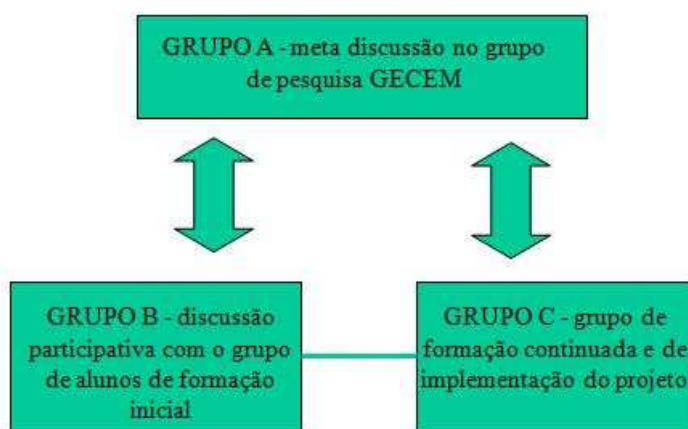 GRUPO A - meta discussão no grupo
de pesquisa GECEM
GRUPO B - discussão
participativa com o grupo
de alunos de formação
inicial
GRUPO C - grupo de
formação continuada e de
implementação do projeto